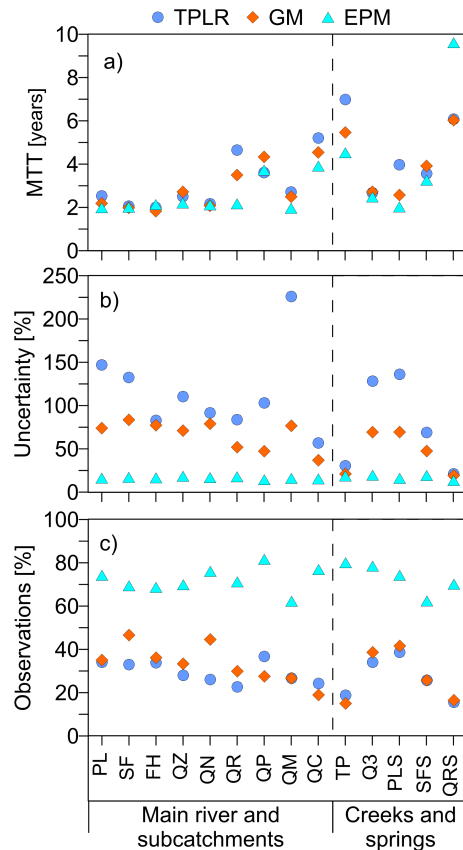 TPLR GM EPM
a)
MTT [years]
10
8
6
4
2
0
b)
Uncertainty [%]
250
200
150
100
50
0
c)
Observations [%]
100
80
60
40
20
0
PL SF FH QZ QN QR QP QM QC TP Q3 PLS SFS QRS
Main river and Creeks and
subcatchments springs